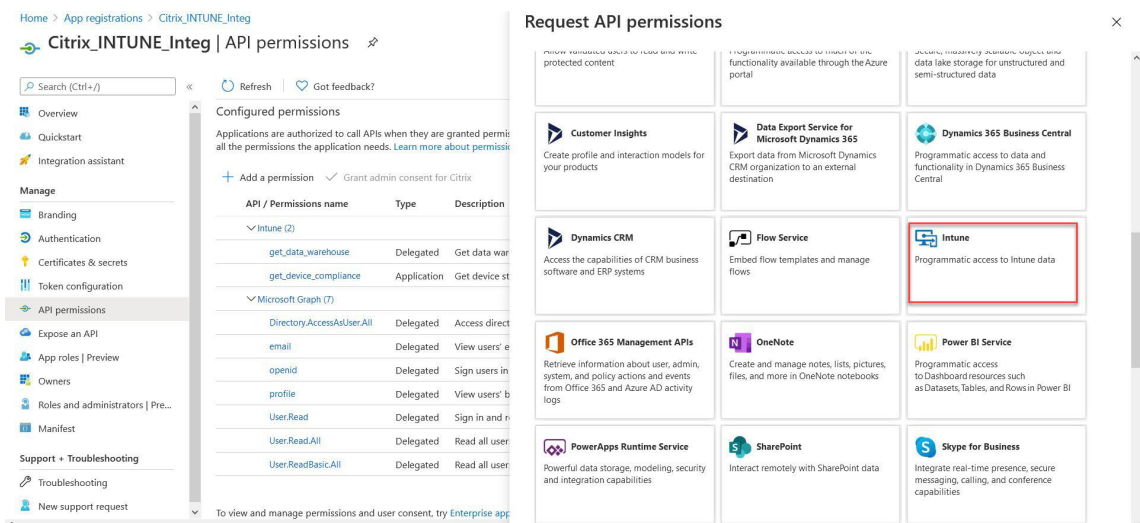 Home > App registrations > Citrix_INTUNE_Integ
Citrix_INTUNE_Integ | API permissions
Search (Ctrl+/)
«
Overview
Quickstart
Integration assistant
Manage
Branding
Authentication
Certificates & secrets
Token configuration
API permissions
Expose an API
App roles | Preview
Owners
Roles and administrators | Pre...
Manifest
Support + Troubleshooting
Troubleshooting
New support request
Refresh
Got feedback?
Configured permissions
Applications are authorized to call APIs when they are granted permis
all the permissions the application needs. Learn more about permissio
Add a permission
Grant admin consent for Citrix
API / Permissions name Type Description
Intune (2)
get_data_warehouse Delegated Get data war
get_device_compliance Application Get device st
Microsoft Graph (7)
Directory.AccessAsUser.All Delegated Access direct
email Delegated View users' e
openid Delegated Sign users in
profile Delegated View users' b
User.Read Delegated Sign in and r
User.Read.All Delegated Read all user
User.ReadBasic.All Delegated Read all user
To view and manage permissions and user consent, try Enterprise app
Request API permissions
Allow validated users to read and write
protected content
Programmatic access to much of the
functionality available through the Azure
portal
Secure, massively scalable object and
data lake storage for unstructured and
semi-structured data
Customer Insights
Create profile and interaction models for
your products
Data Export Service for
Microsoft Dynamics 365
Export data from Microsoft Dynamics
CRM organization to an external
destination
Dynamics 365 Business Central
Programmatic access to data and
functionality in Dynamics 365 Business
Central
Dynamics CRM
Access the capabilities of CRM business
software and ERP systems
Flow Service
Embed flow templates and manage
flows
Intune
Programmatic access to Intune data
Office 365 Management APIs
Retrieve information about user, admin,
system, and policy actions and events
from Office 365 and Azure AD activity
logs
OneNote
Create and manage notes, lists, pictures,
files, and more in OneNote notebooks
Power BI Service
Programmatic access
to Dashboard resources such
as Datasets, Tables, and Rows in Power BI
PowerApps Runtime Service
Powerful data storage, modeling, security
and integration capabilities
SharePoint
Interact remotely with SharePoint data
Skype for Business
Integrate real-time presence, secure
messaging, calling, and conference
capabilities